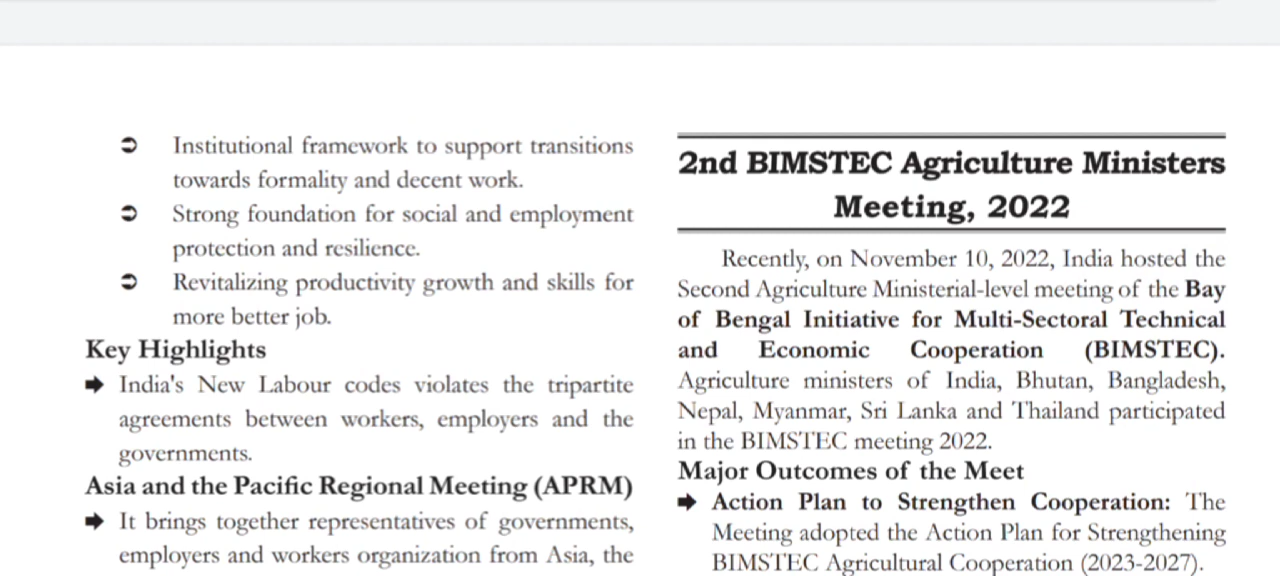 Institutional framework to support transitions
towards formality and decent work.
Strong foundation for social and employment
protection and resilience.
Revitalizing productivity growth and skills for
more better job.
Key Highlights
India's New Labour codes violates the tripartite
agreements between workers, employers and the
governments.
Asia and the Pacific Regional Meeting (APRM)
It brings together representatives of governments,
employers and workers organization from Asia, the
2nd BIMSTEC Agriculture Ministers
Meeting, 2022
Recently, on November 10, 2022, India hosted the
Second Agriculture Ministerial-level meeting of the Bay
of Bengal Initiative for Multi-Sectoral Technical
and Economic Cooperation (BIMSTEC).
Agriculture ministers of India, Bhutan, Bangladesh,
Nepal, Myanmar, Sri Lanka and Thailand participated
in the BIMSTEC meeting 2022.
Major Outcomes of the Meet
Action Plan to Strengthen Cooperation: The
Meeting adopted the Action Plan for Strengthening
BIMSTEC Agricultural Cooperation (2023-2027).